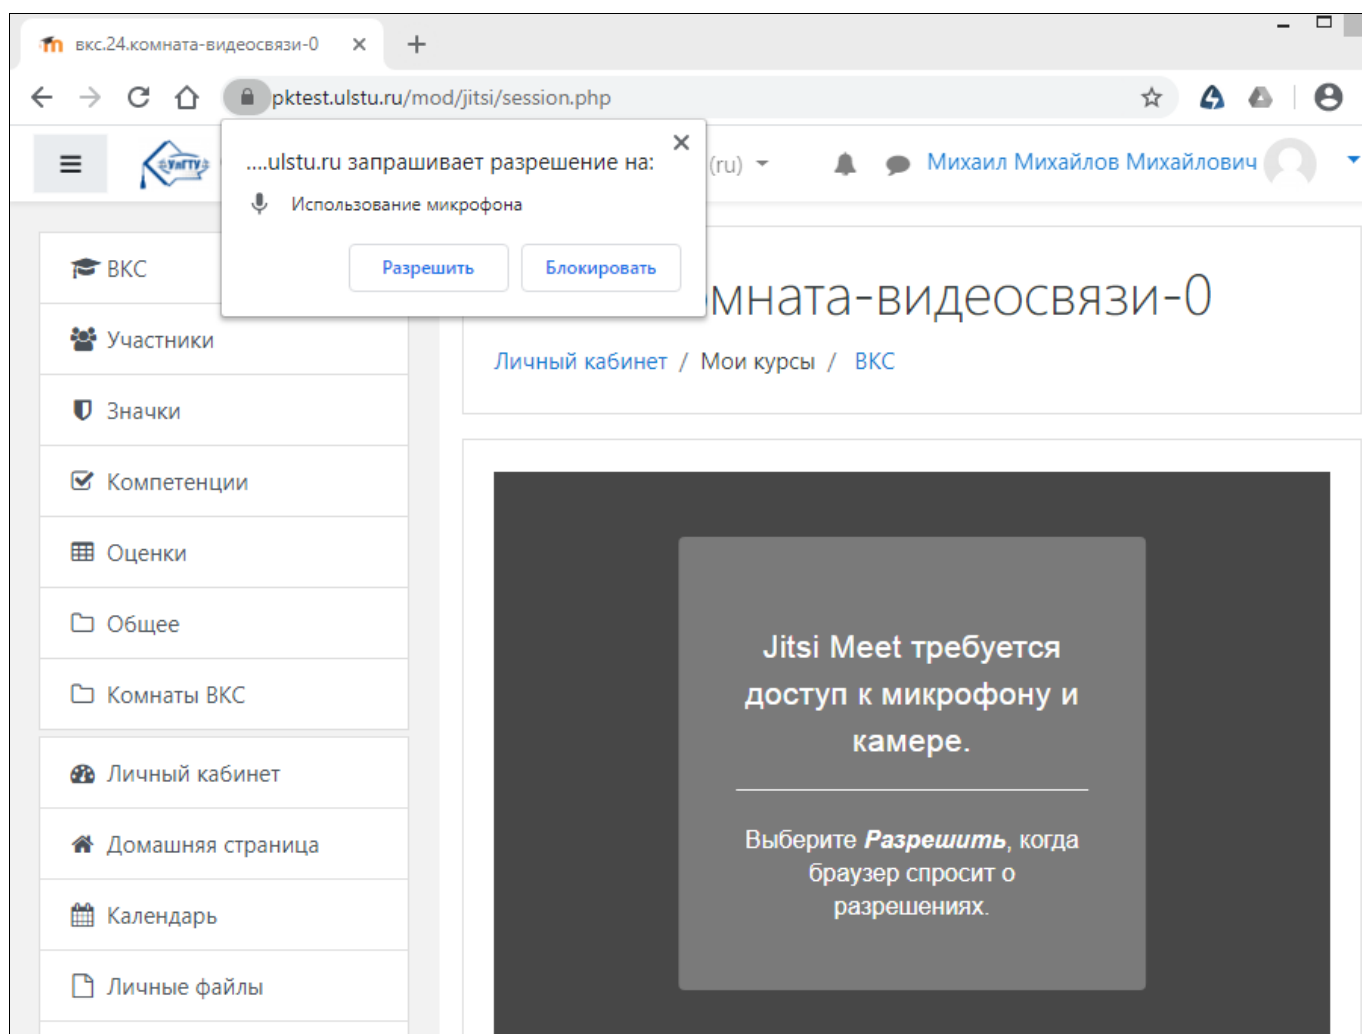 вкс.24.комната-видеосвязи-0
pktest.ulstu.ru/mod/jitsi/session.php
УлГТУ
(ru)
Михаил Михайлов Михайлович
....ulstu.ru запрашивает разрешение на:
Использование микрофона
Разрешить
Блокировать
ВКС
Участники
Значки
Компетенции
Оценки
Общее
Комнаты ВКС
Личный кабинет
Домашняя страница
Календарь
Личные файлы
мната-видеосвязи-0
Личный кабинет / Мои курсы / ВКС
Jitsi Meet требуется
доступ к микрофону и
камере.
Выберите Разрешить, когда
браузер спросит о
разрешениях.